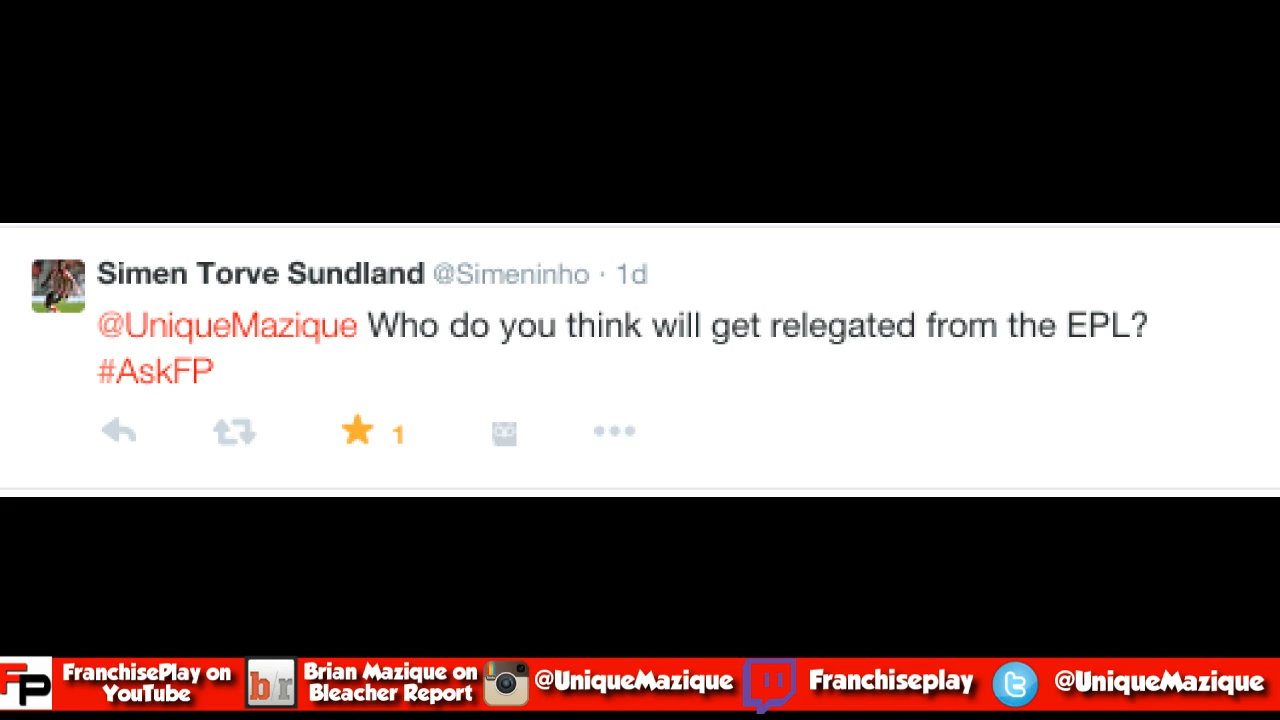 Simen Torve Sundland @Simeninho · 1d
@UniqueMazique Who do you think will get relegated from the EPL?
#AskFP
1
FP
FranchisePlay on
YouTube
b/r
Brian Mazique on
Bleacher Report
@UniqueMazique
Franchiseplay
@UniqueMazique